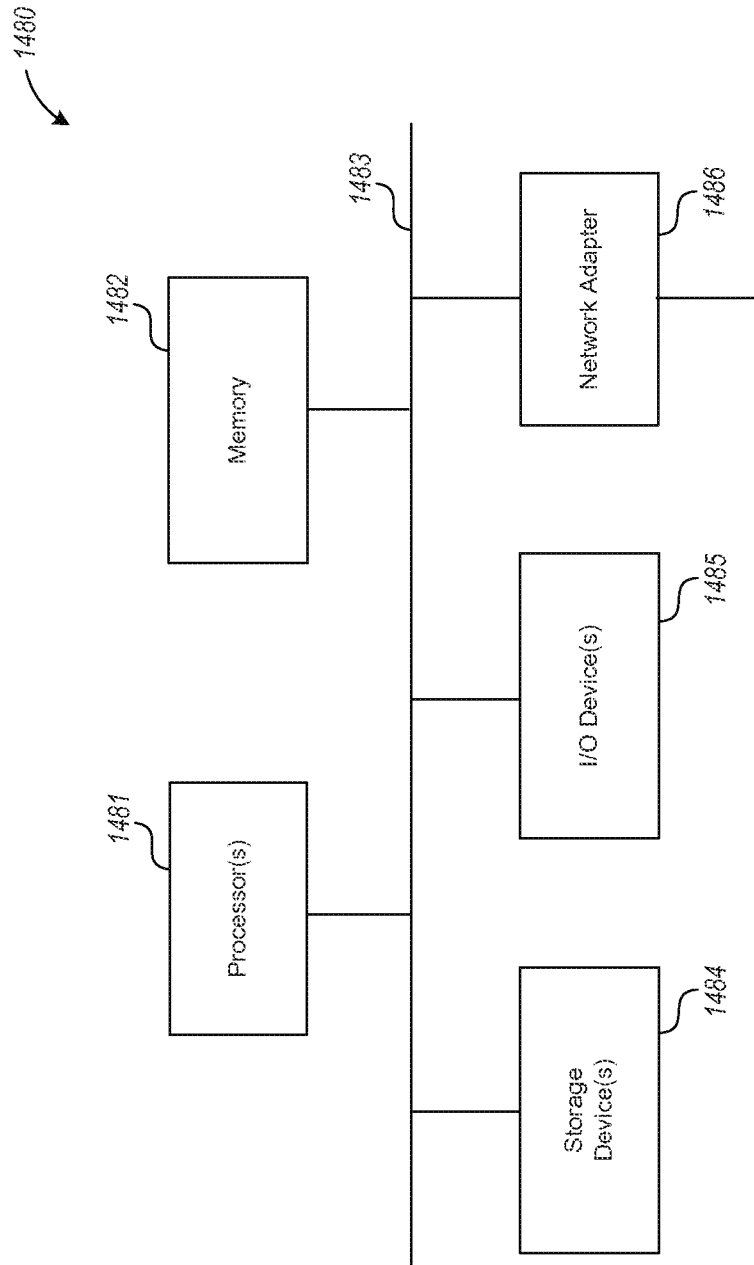 1480
1481
Processor(s)
1482
Memory
1483
Storage
Device(s)
1484
I/O Device(s)
1485
Network Adapter
1486